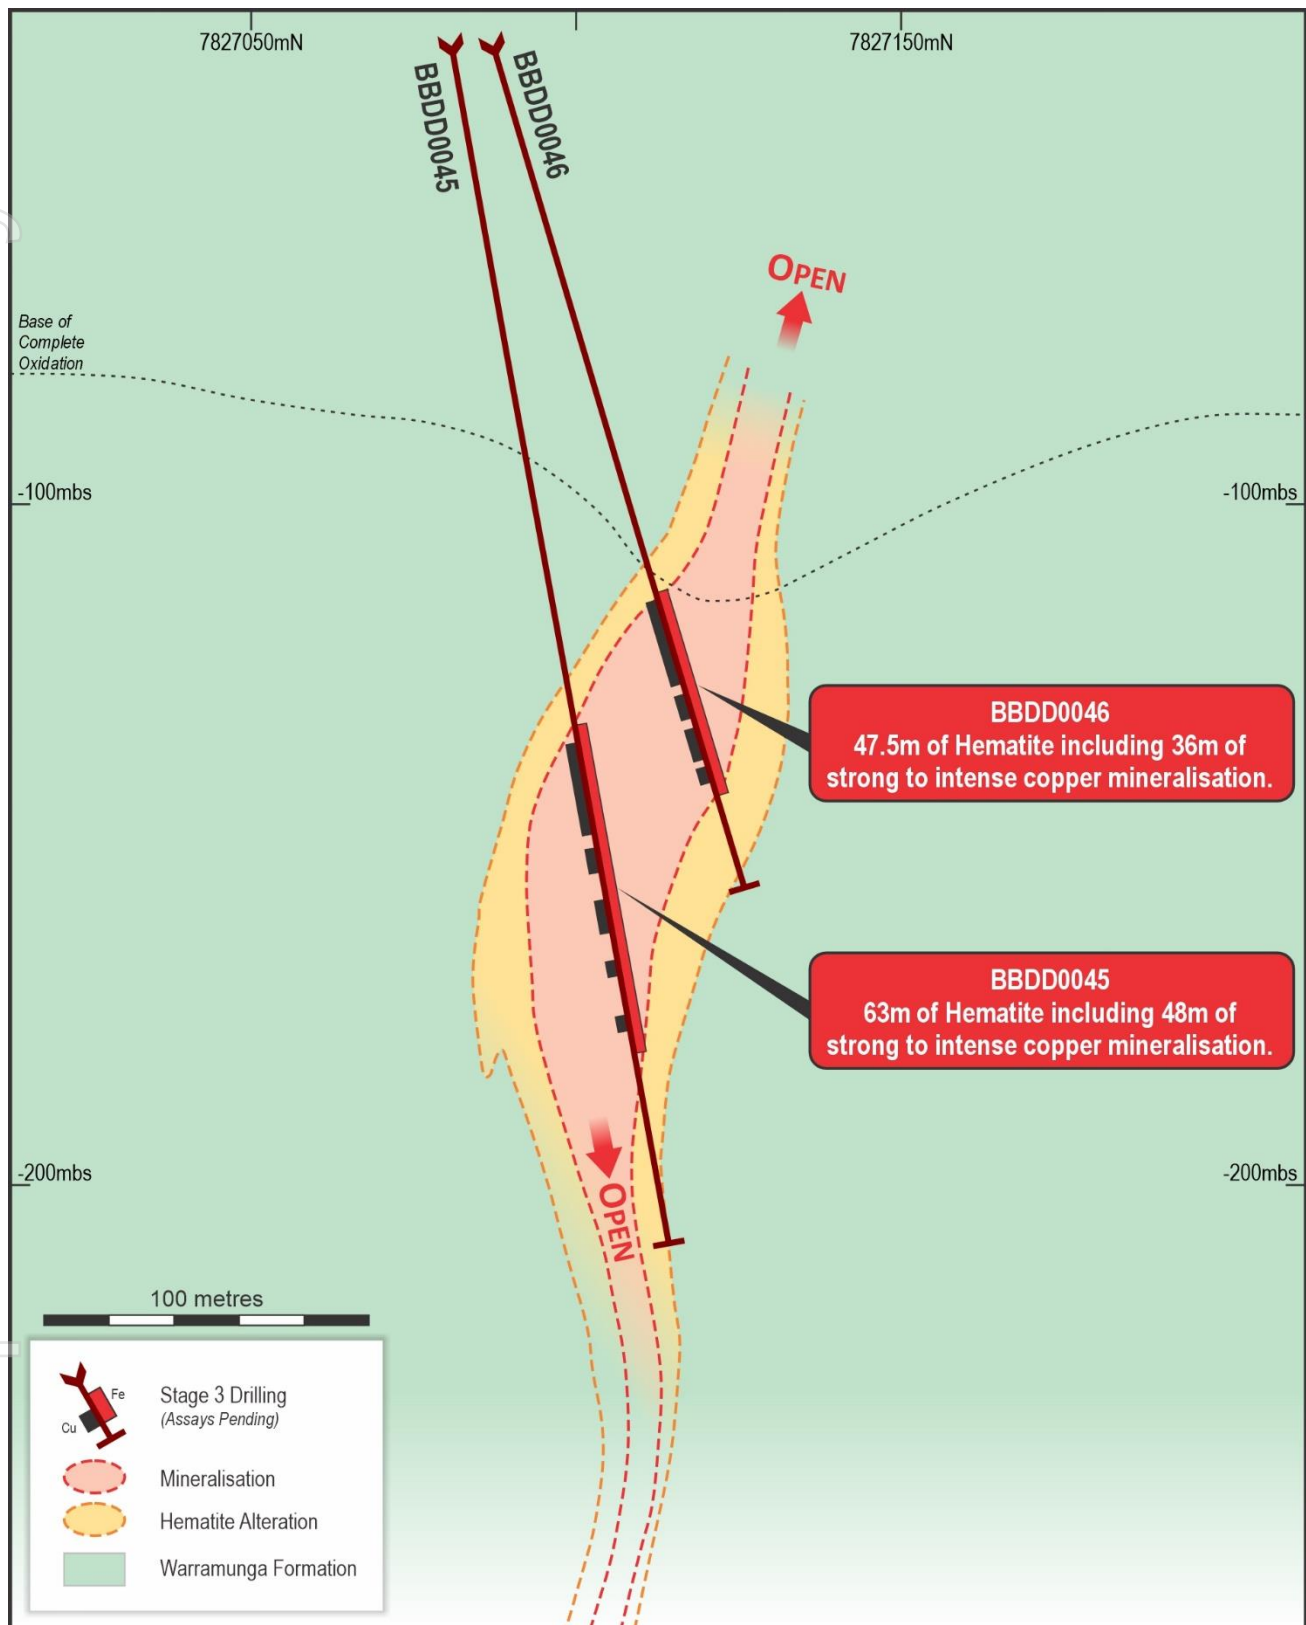 7827050mN
7827150mN
BBDD0045
BBDD0046
OPEN
Base of
Complete
Oxidation
-100mbs
-100mbs
BBDD0046
47.5m of Hematite including 36m of
strong to intense copper mineralisation.
BBDD0045
63m of Hematite including 48m of
strong to intense copper mineralisation.
-200mbs
-200mbs
OPEN
100 metres
Fe
Cu
Stage 3 Drilling
(Assays Pending)
Mineralisation
Hematite Alteration
Warramunga Formation